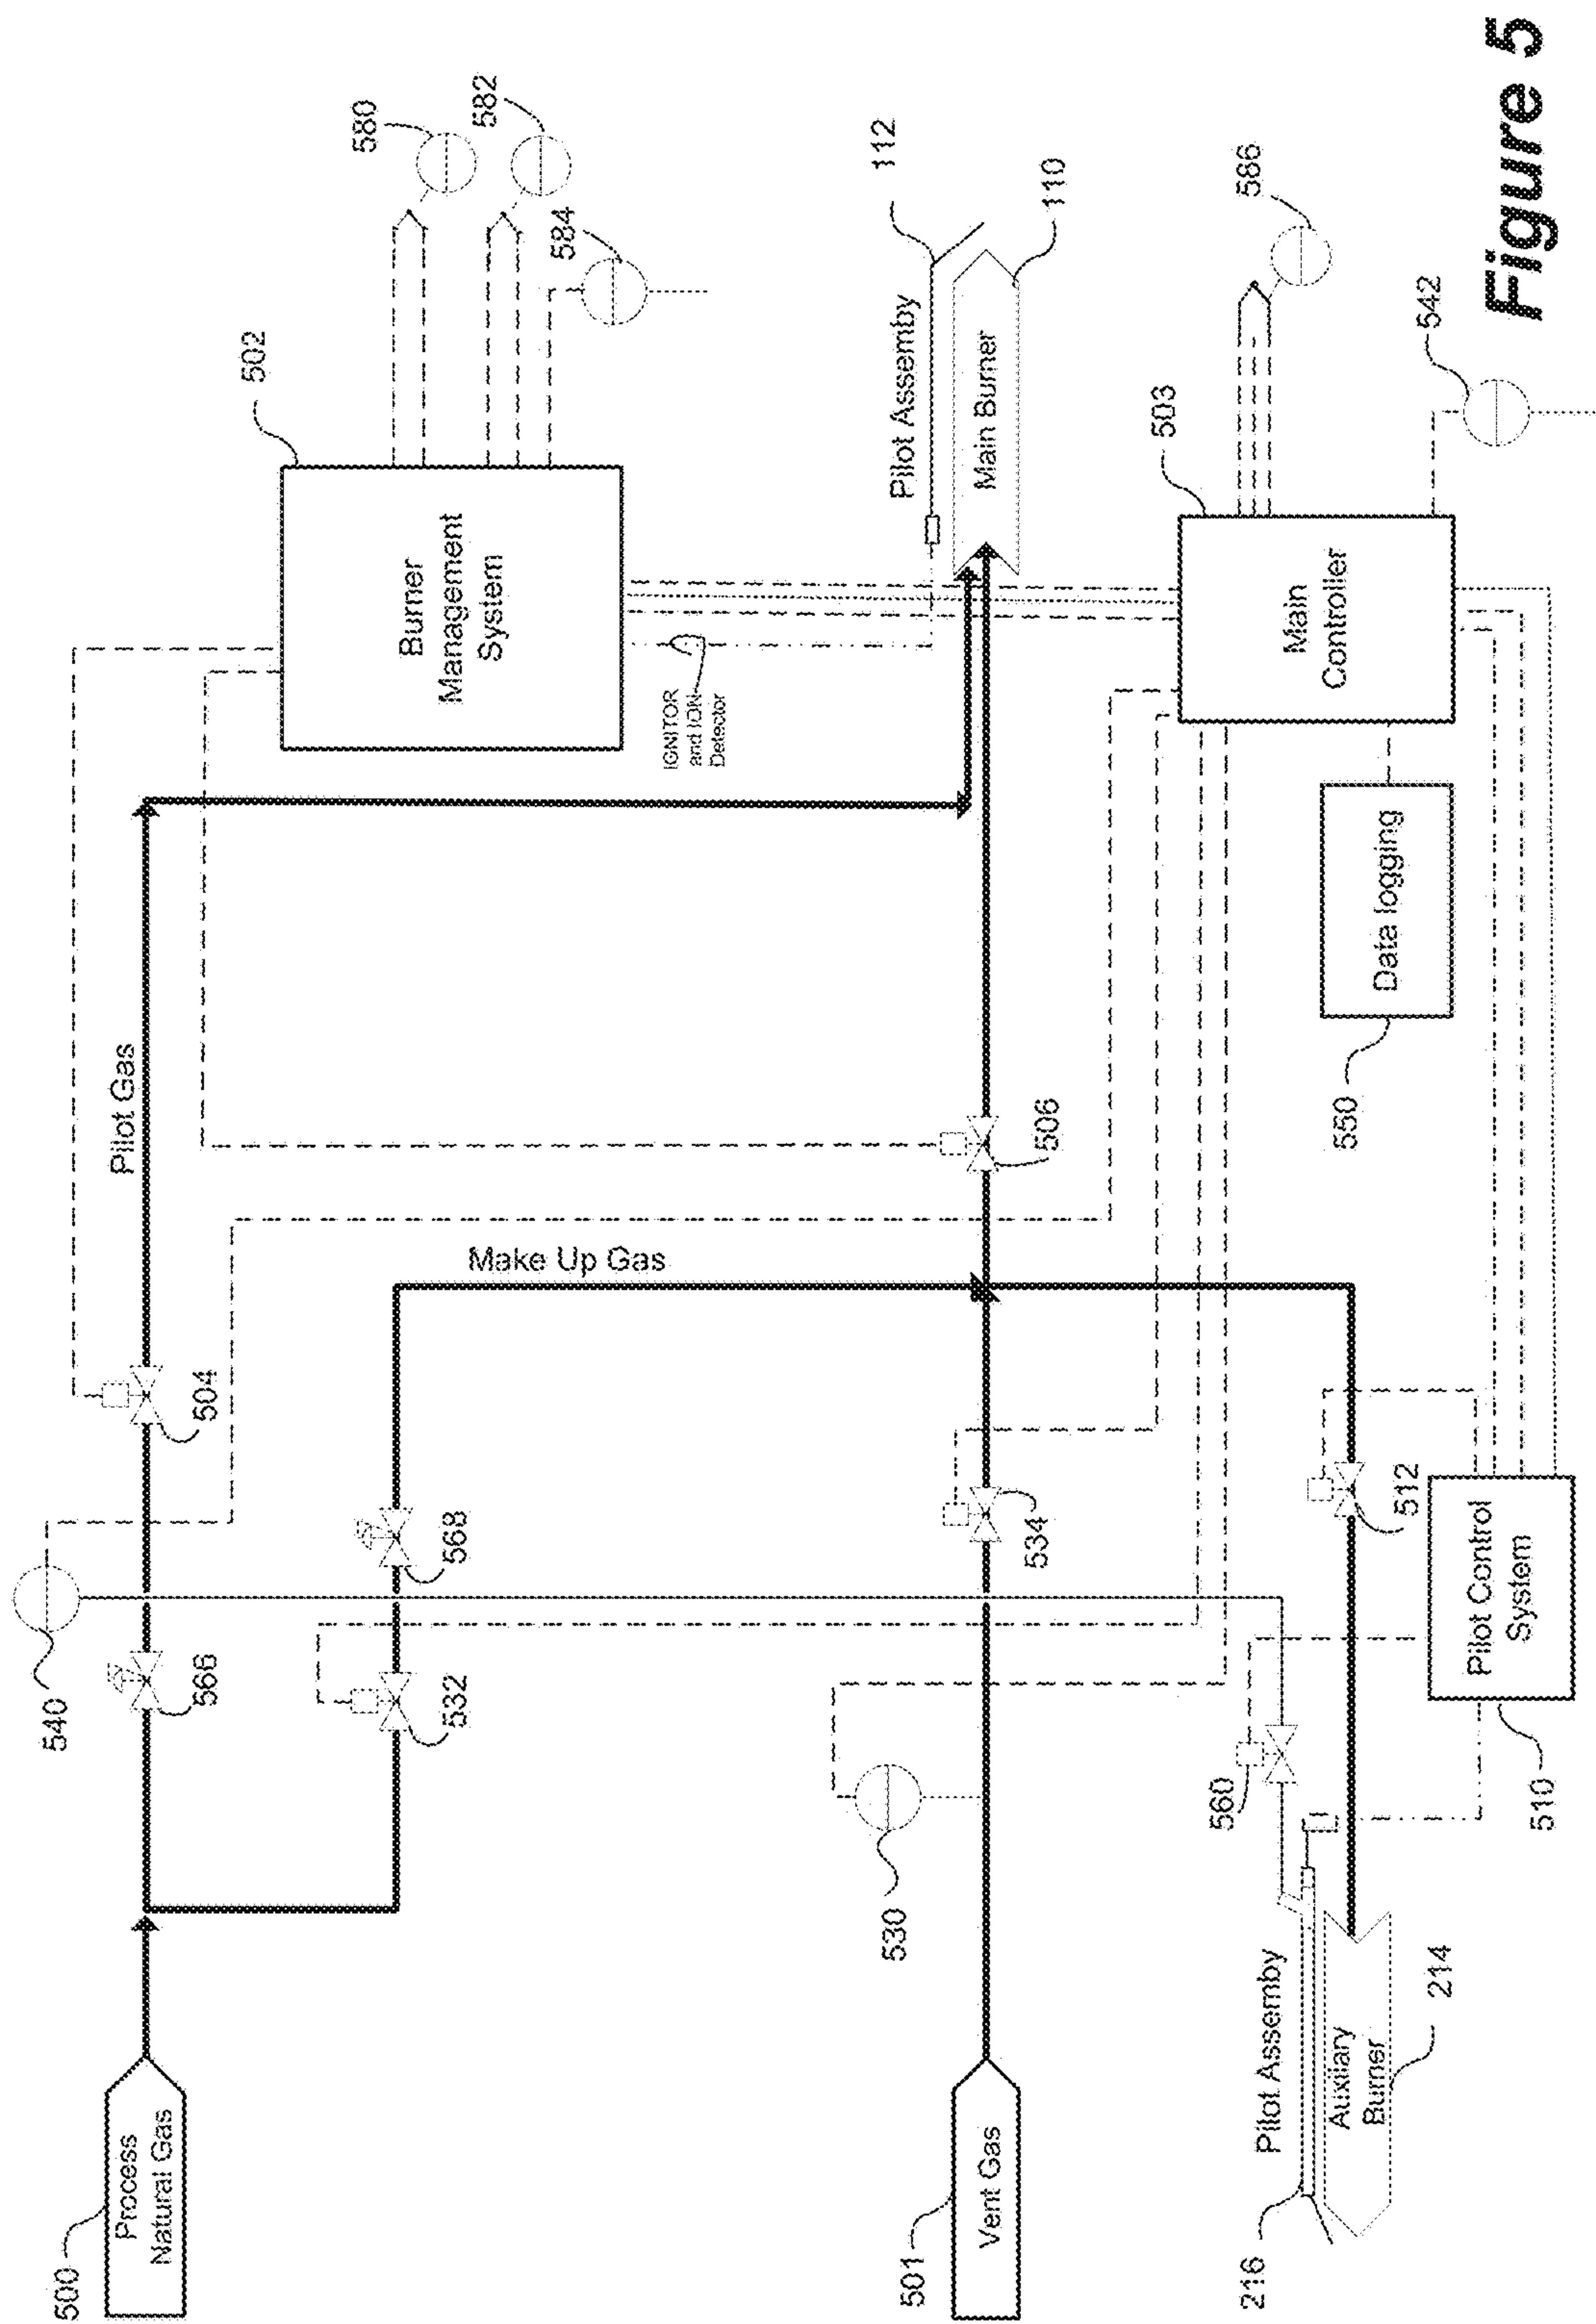 500
Process
Natural Gas
540
566
504
Pilot Gas
532
568
Make Up Gas
502
Burner
Management
System
580
582
584
IGNITOR
and ION
Detector
501
Vent Gas
530
534
506
Pilot Assemby
112
Main Burner
110
216
Pilot Assemby
Auxiliary
Burner
214
560
512
510
Pilot Control
System
550
Data logging
503
Main
Controller
586
542
Figure 5